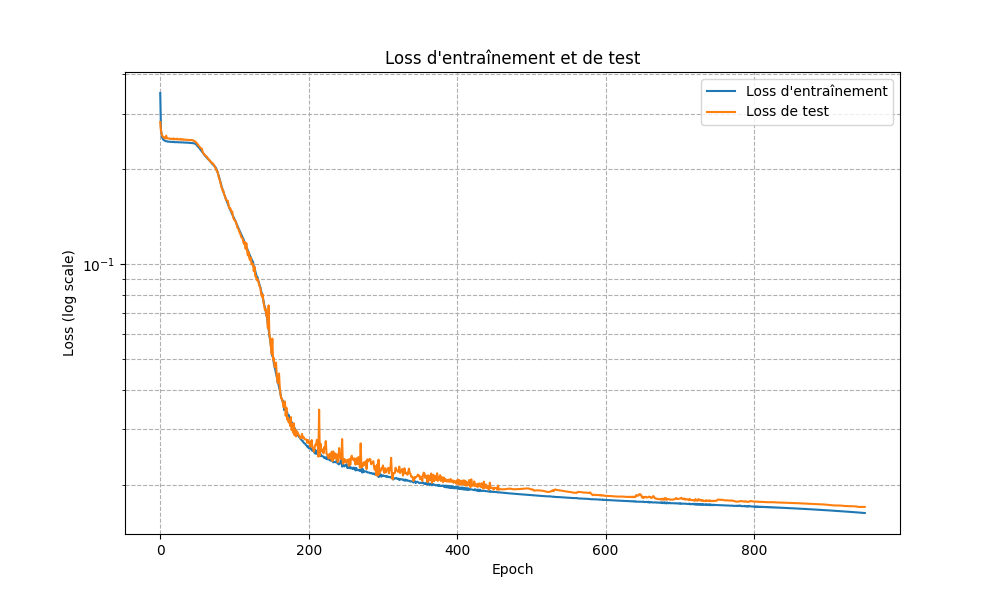 Loss d'entraînement et de test
Loss d'entraînement
Loss de test
Loss (log scale)
10⁻¹
0 200 400 600 800
Epoch